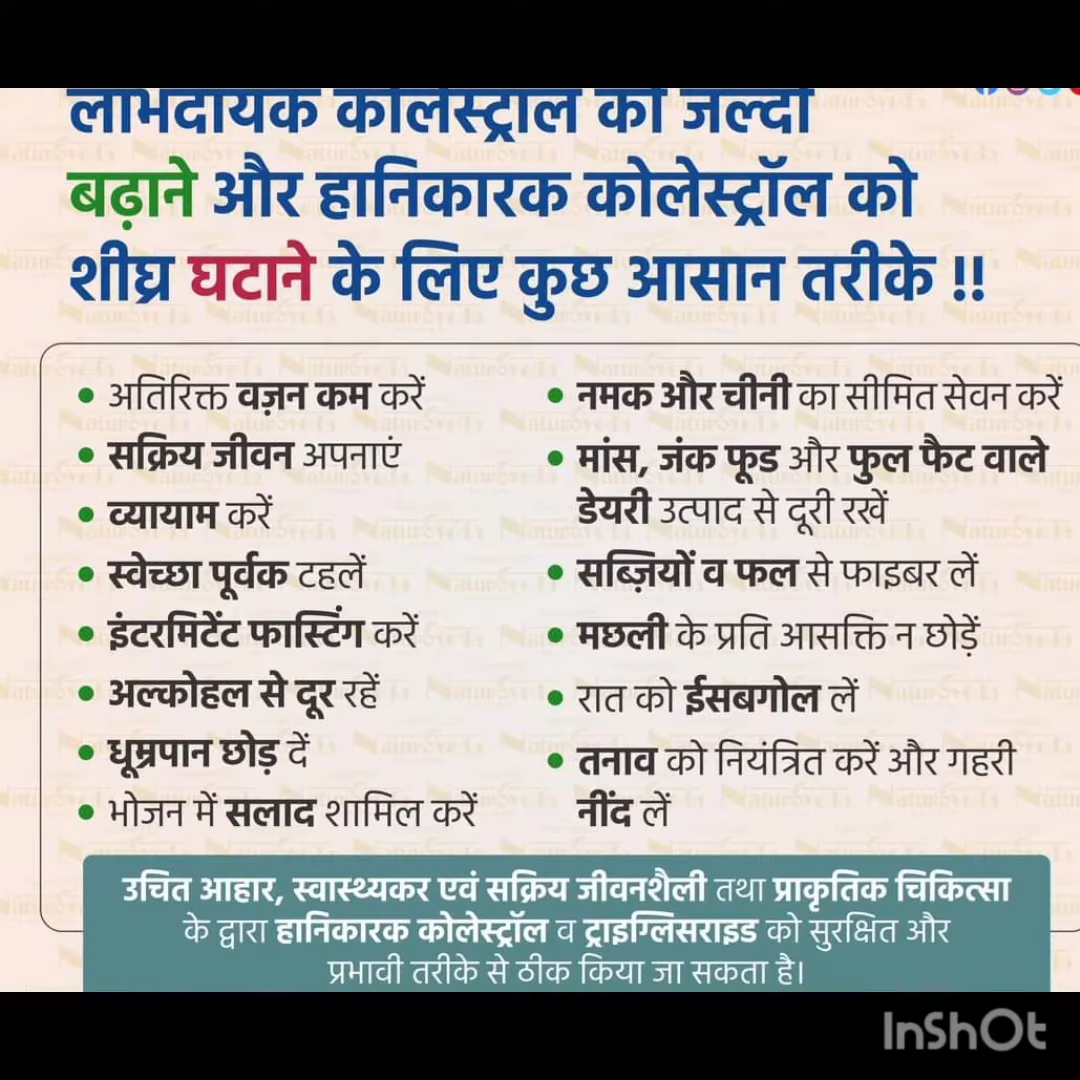 लाभदायक कोलेस्ट्रॉल को जल्दी
बढ़ाने और हानिकारक कोलेस्ट्रॉल को
शीघ्र घटाने के लिए कुछ आसान तरीके !!
• अतिरिक्त वज़न कम करें
• सक्रिय जीवन अपनाएं
• व्यायाम करें
• स्वेच्छा पूर्वक टहलें
• इंटरमिटेंट फास्टिंग करें
• अल्कोहल से दूर रहें
• धूम्रपान छोड़ दें
• भोजन में सलाद शामिल करें
• नमक और चीनी का सीमित सेवन करें
• मांस, जंक फूड और फुल फैट वाले
डेयरी उत्पाद से दूरी रखें
• सब्ज़ियों व फल से फाइबर लें
• मछली के प्रति आसक्ति न छोड़ें
• रात को ईसबगोल लें
• तनाव को नियंत्रित करें और गहरी
नींद लें
उचित आहार, स्वास्थ्यकर एवं सक्रिय जीवनशैली तथा प्राकृतिक चिकित्सा
के द्वारा हानिकारक कोलेस्ट्रॉल व ट्राइग्लिसराइड को सुरक्षित और
प्रभावी तरीके से ठीक किया जा सकता है।
InShOt